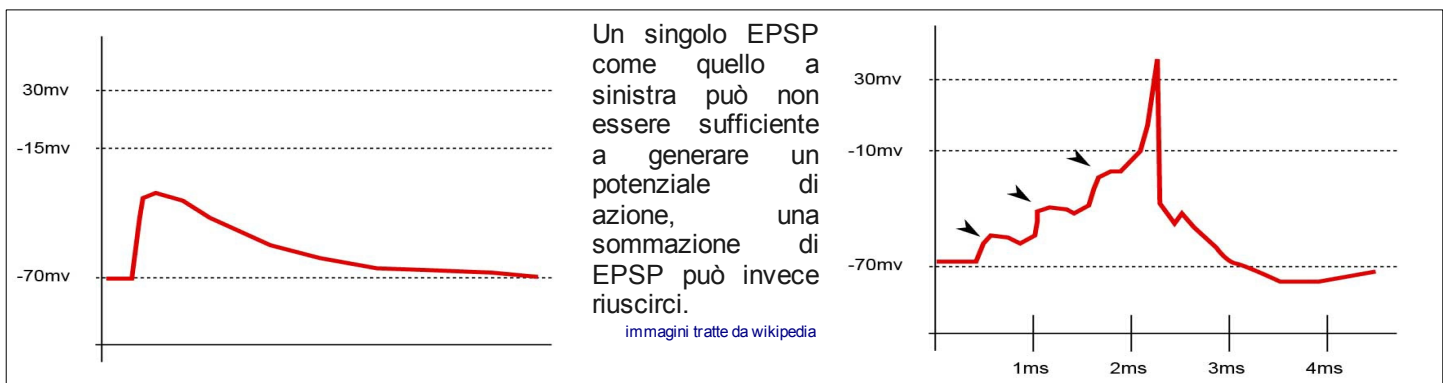 30mv
-15mv
-70mv
Un singolo EPSP
come quello a
sinistra può non
essere sufficiente
a generare un
potenziale di
azione, una
sommazione di
EPSP può invece
riuscirci.
immagini tratte da wikipedia
30mv
-10mv
-70mv
1ms 2ms 3ms 4ms